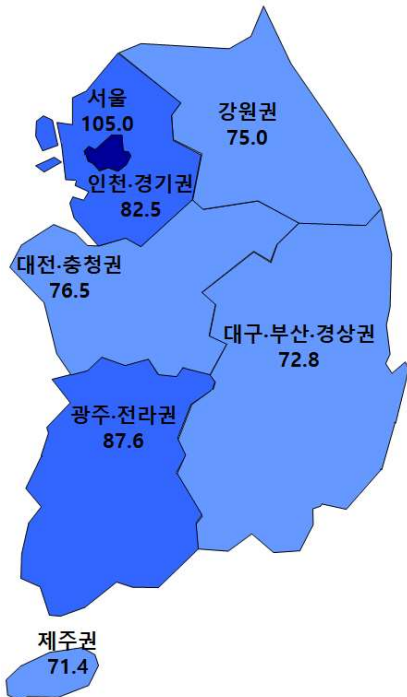 서울
105.0
강원권
75.0
인천·경기권
82.5
대전·충청권
76.5
대구·부산·경상권
72.8
광주·전라권
87.6
제주권
71.4